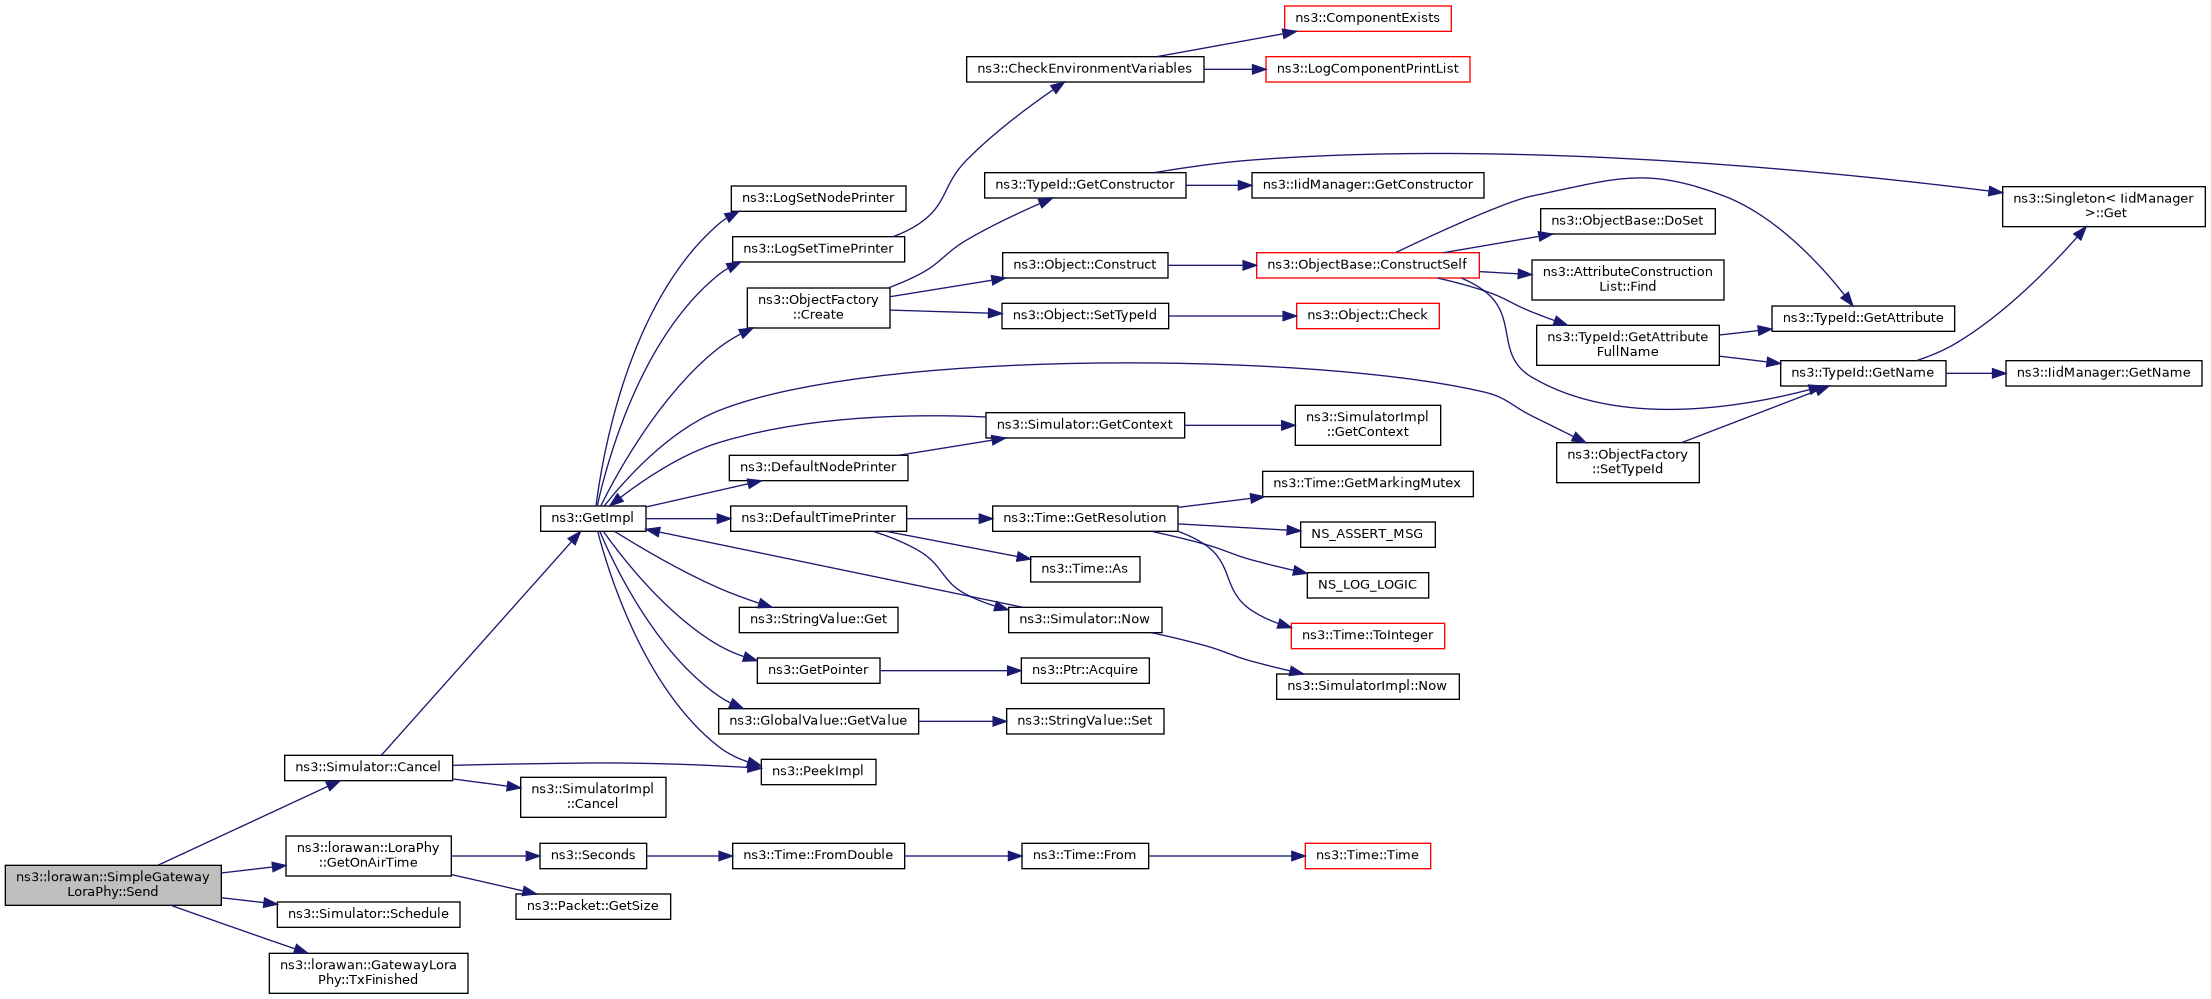 ns3::ComponentExists
ns3::CheckEnvironmentVariables
ns3::LogComponentPrintList
ns3::LogSetNodePrinter
ns3::TypeId::GetConstructor
ns3::IidManager::GetConstructor
ns3::Singleton< IidManager
>::Get
ns3::ObjectBase::DoSet
ns3::LogSetTimePrinter
ns3::Object::Construct
ns3::ObjectBase::ConstructSelf
ns3::AttributeConstruction
List::Find
ns3::ObjectFactory
::Create
ns3::Object::SetTypeId
ns3::Object::Check
ns3::TypeId::GetAttribute
ns3::TypeId::GetAttribute
FullName
ns3::TypeId::GetName
ns3::IidManager::GetName
ns3::Simulator::GetContext
ns3::SimulatorImpl
::GetContext
ns3::ObjectFactory
::SetTypeId
ns3::DefaultNodePrinter
ns3::Time::GetMarkingMutex
ns3::GetImpl
ns3::DefaultTimePrinter
ns3::Time::GetResolution
NS_ASSERT_MSG
ns3::Time::As
NS_LOG_LOGIC
ns3::StringValue::Get
ns3::Simulator::Now
ns3::Time::ToInteger
ns3::GetPointer
ns3::Ptr::Acquire
ns3::SimulatorImpl::Now
ns3::GlobalValue::GetValue
ns3::StringValue::Set
ns3::Simulator::Cancel
ns3::PeekImpl
ns3::SimulatorImpl
::Cancel
ns3::lorawan::LoraPhy
::GetOnAirTime
ns3::Seconds
ns3::Time::FromDouble
ns3::Time::From
ns3::Time::Time
ns3::lorawan::SimpleGateway
LoraPhy::Send
ns3::Packet::GetSize
ns3::Simulator::Schedule
ns3::lorawan::GatewayLora
Phy::TxFinished